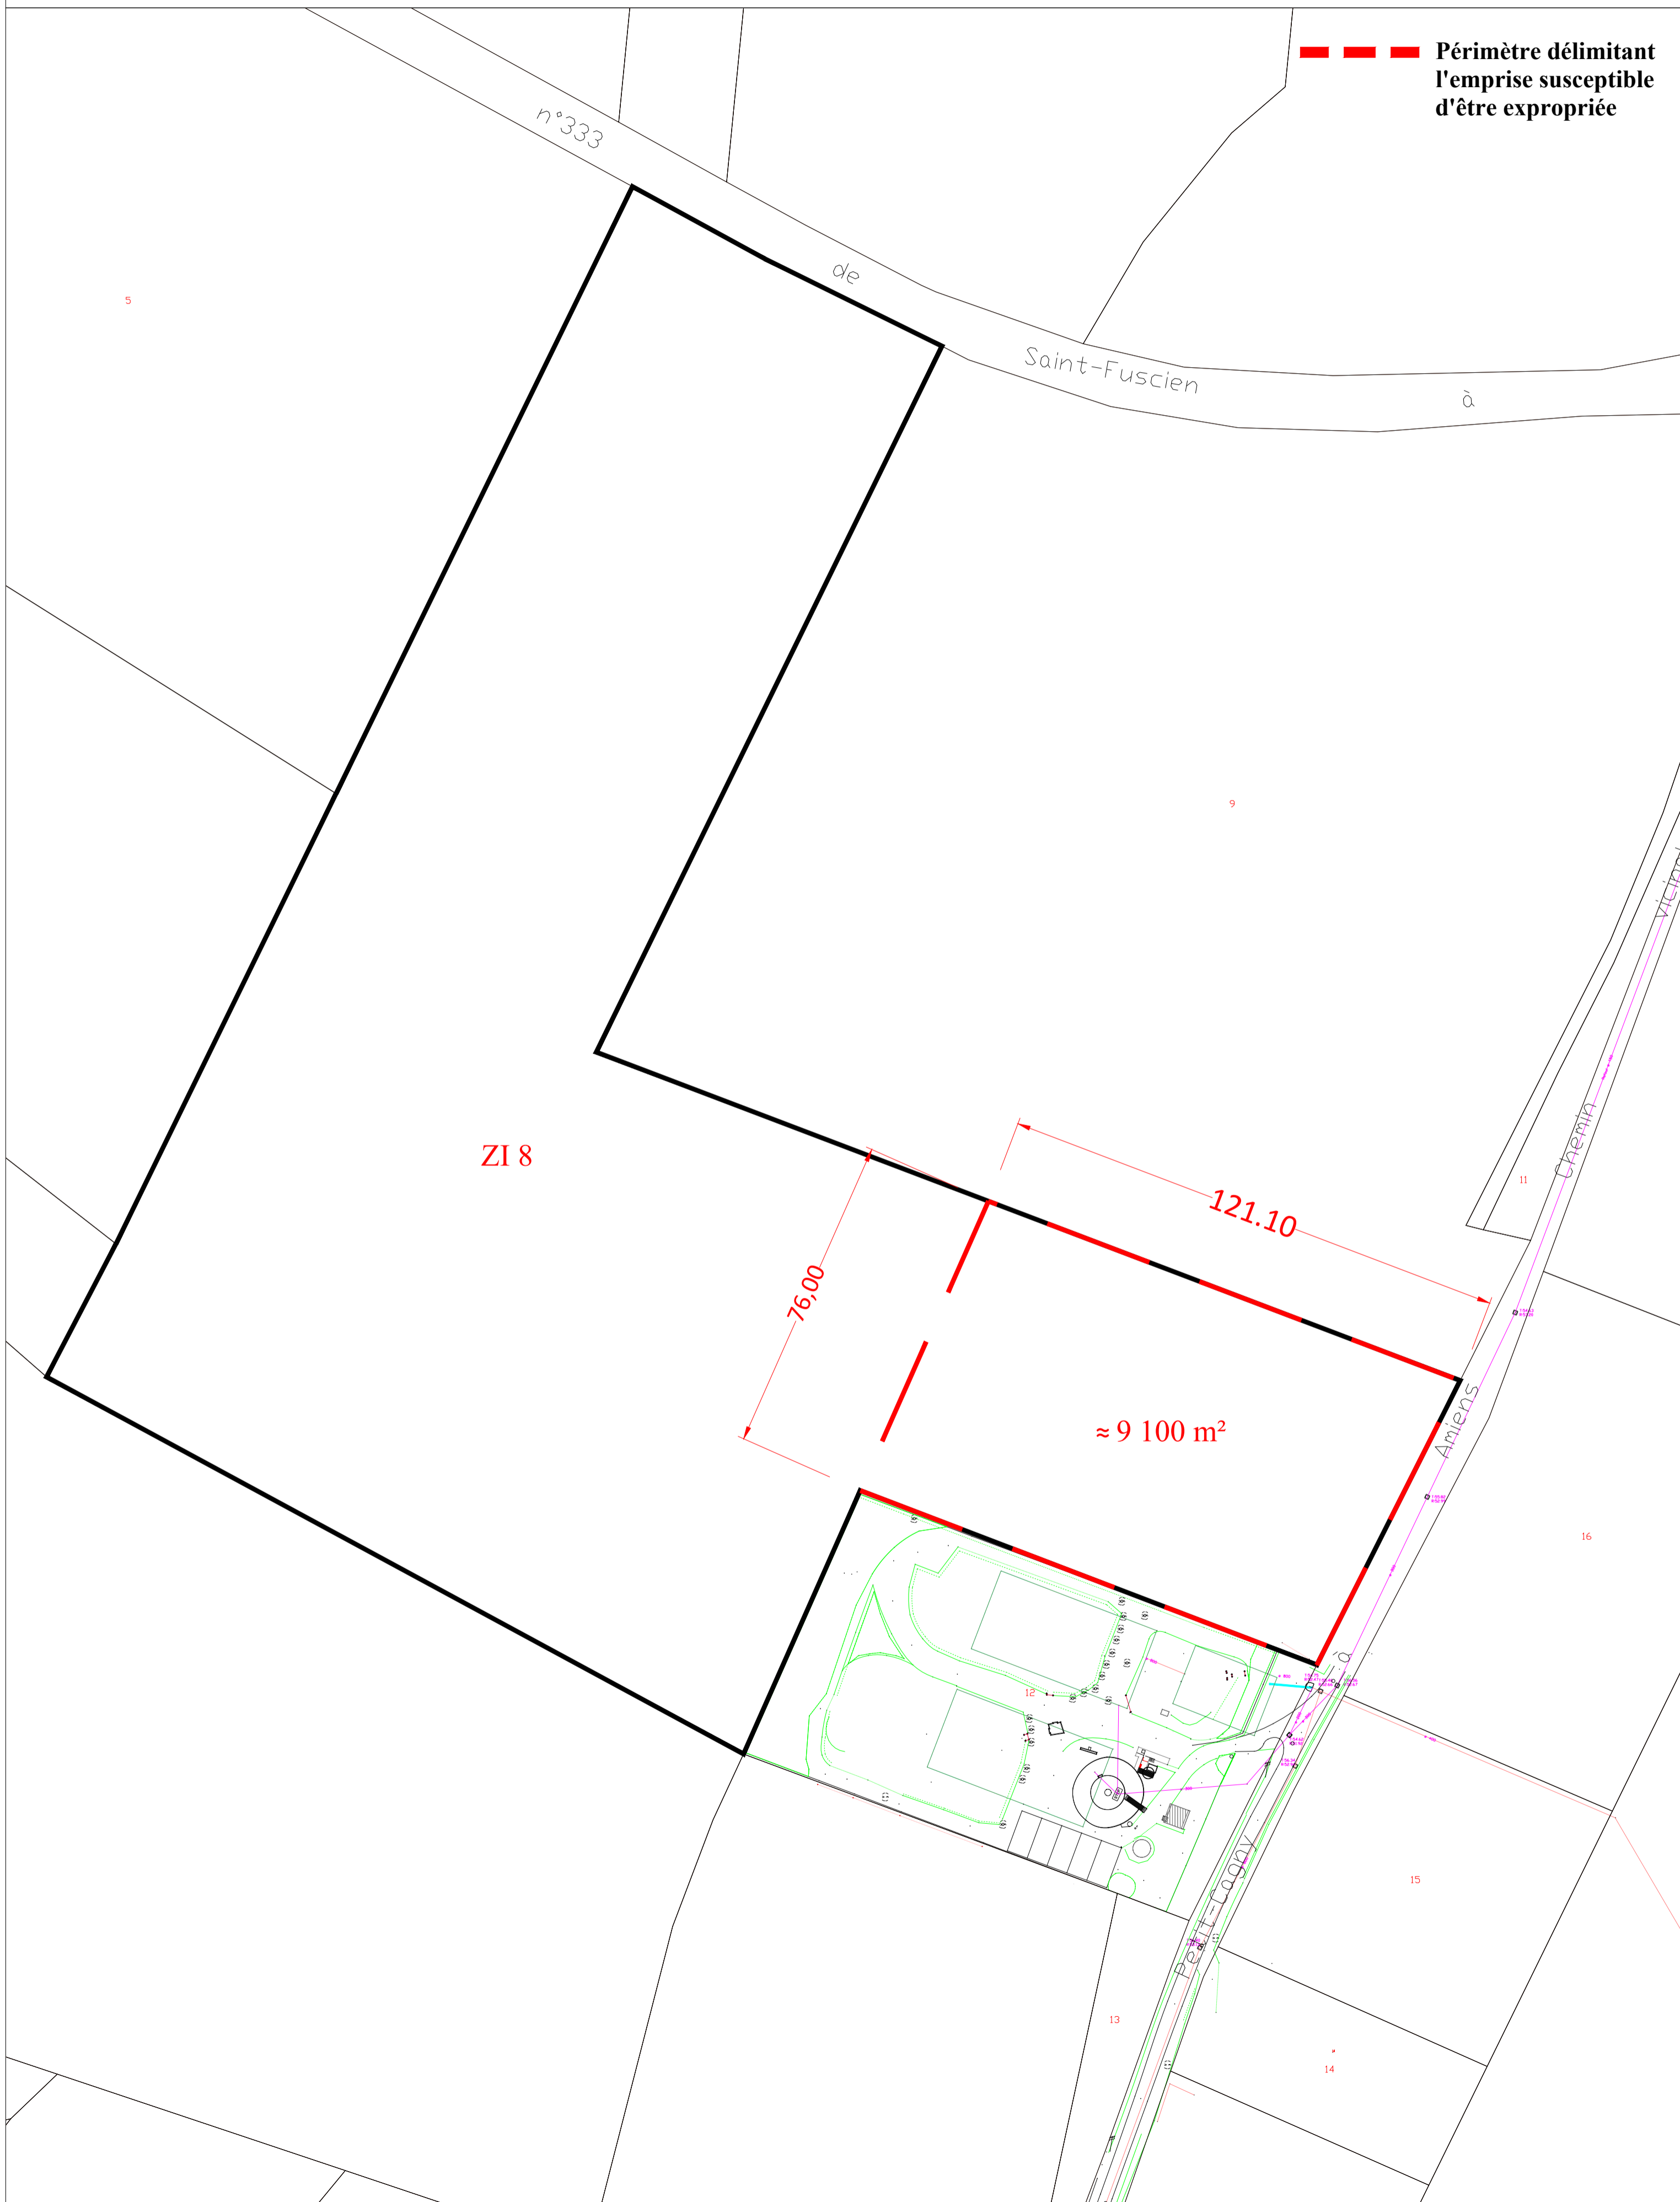 Périmètre délimitant
l'emprise susceptible
d'être expropriée
n°333
de
Saint-Fuscien
à
5
9
vicinal
Chemin
11
ZI 8
121.10
76,00
Amiens
≈ 9 100 m²
16
à
12
15
Petit-Cagny
13
14